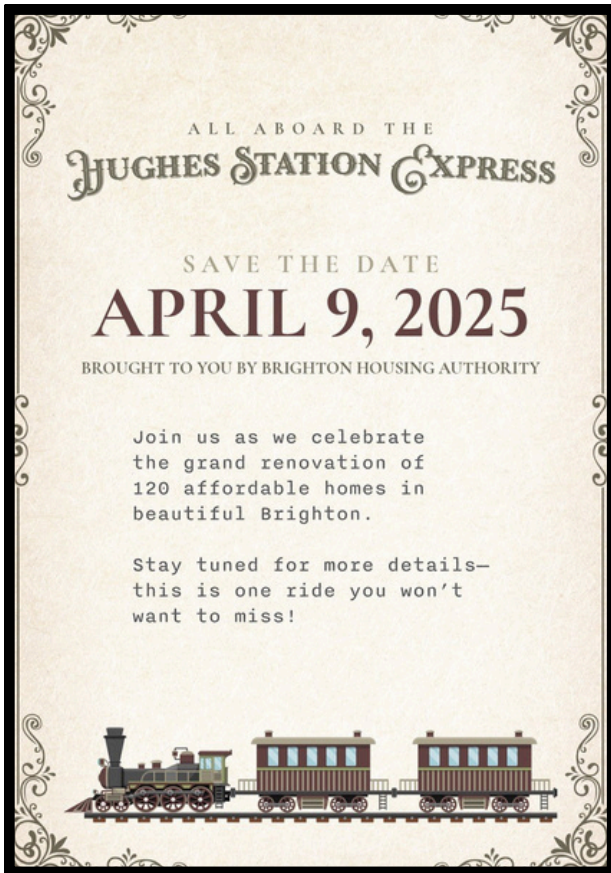 ALL ABOARD THE
HUGHES STATION EXPRESS
SAVE THE DATE
APRIL 9, 2025
BROUGHT TO YOU BY BRIGHTON HOUSING AUTHORITY
Join us as we celebrate
the grand renovation of
120 affordable homes in
beautiful Brighton.
Stay tuned for more details—
this is one ride you won’t
want to miss!